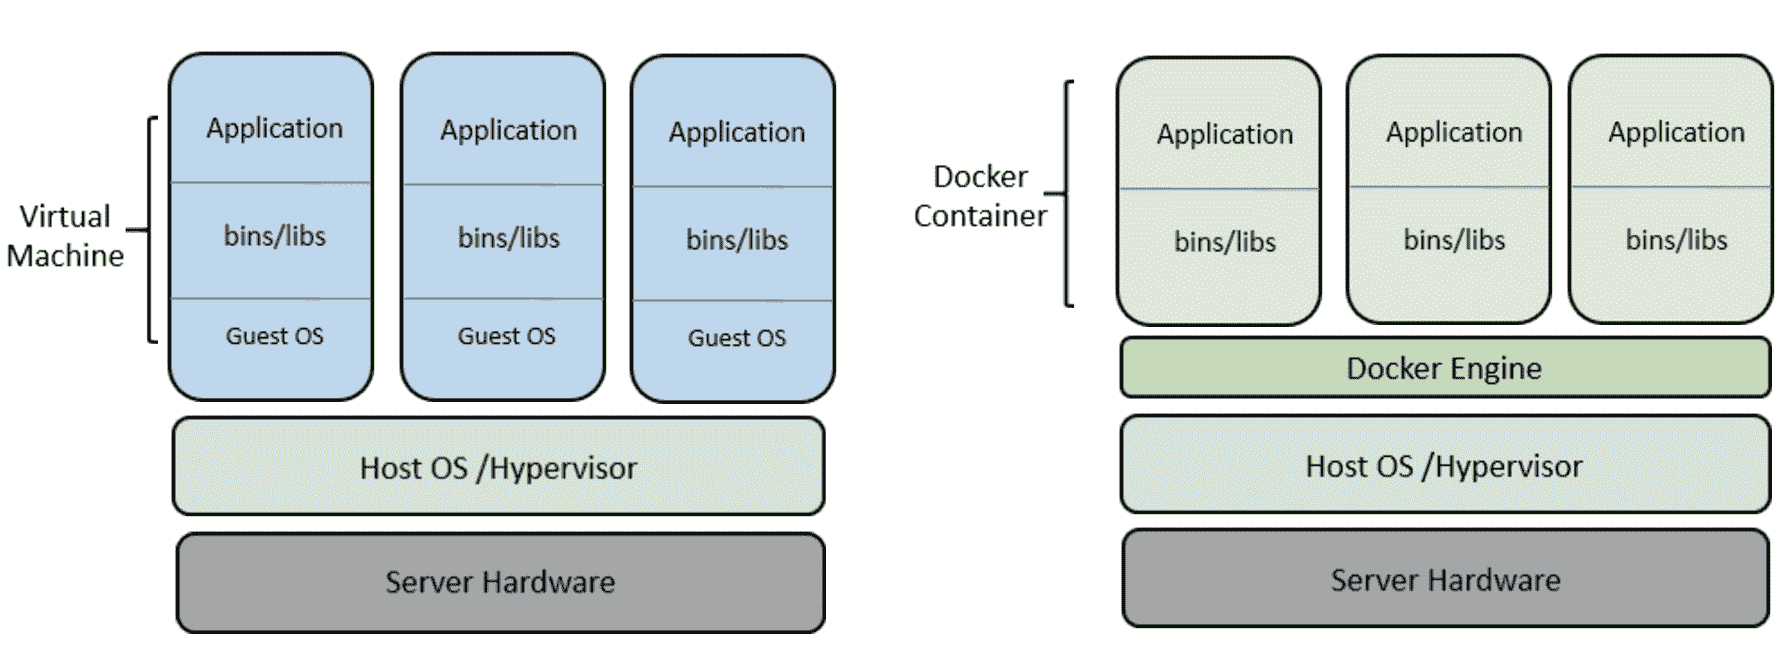 Virtual
Machine
Application
bins/libs
Guest OS
Application
bins/libs
Guest OS
Application
bins/libs
Guest OS
Host OS /Hypervisor
Server Hardware
Docker
Container
Application
bins/libs
Application
bins/libs
Application
bins/libs
Docker Engine
Host OS /Hypervisor
Server Hardware